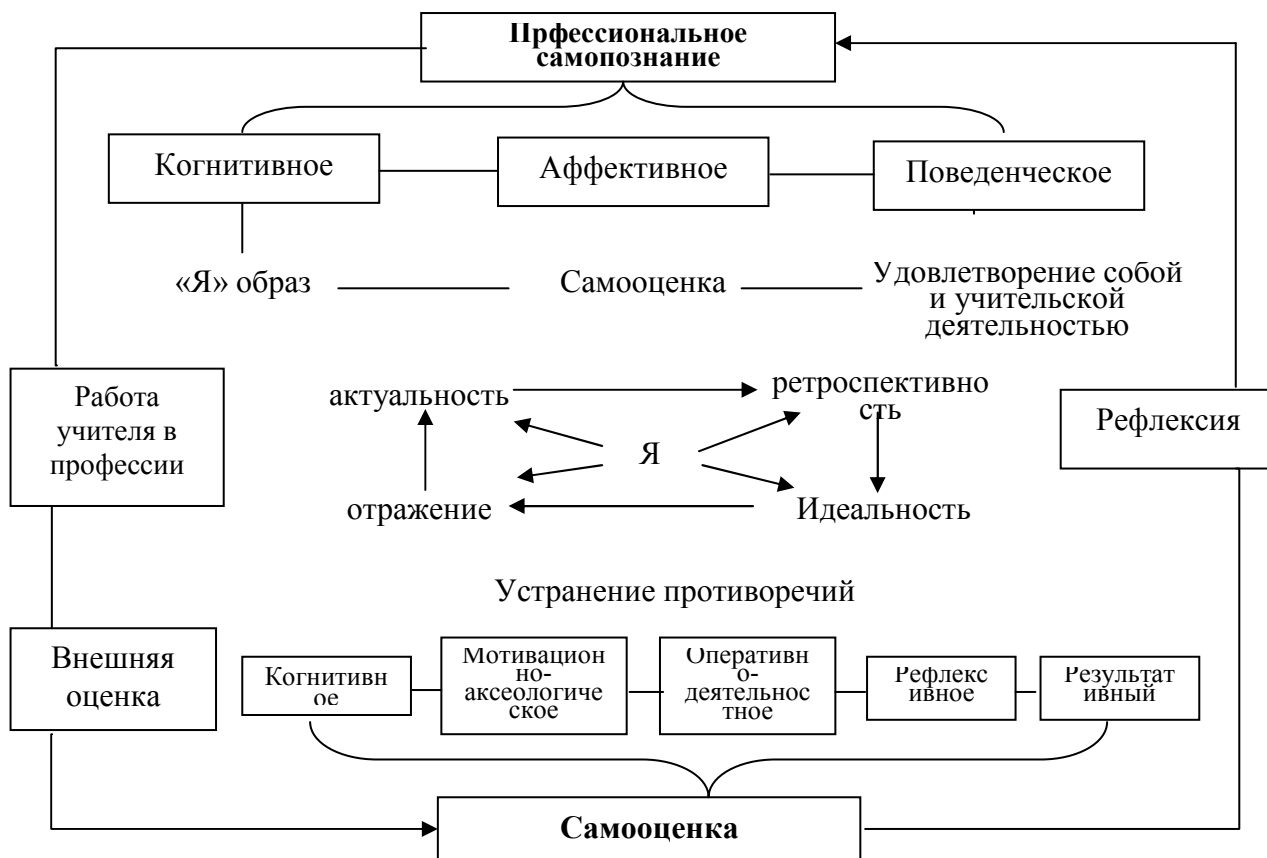 Прфессиональное
самопознание
Когнитивное
Аффективное
Поведенческое
«Я» образ
Самооценка
Удовлетворение собой
и учительской
деятельностью
Работа
учителя в
профессии
актуальность
ретроспективно
сть
Рефлексия
Я
отражение
Идеальность
Устранение противоречий
Внешняя
оценка
Когнитивн
ое
Мотивацион
но-аксеологиче
ское
Оперативн
о-деятельнос
тное
Рефлекс
ивное
Результат
ивный
Самооценка